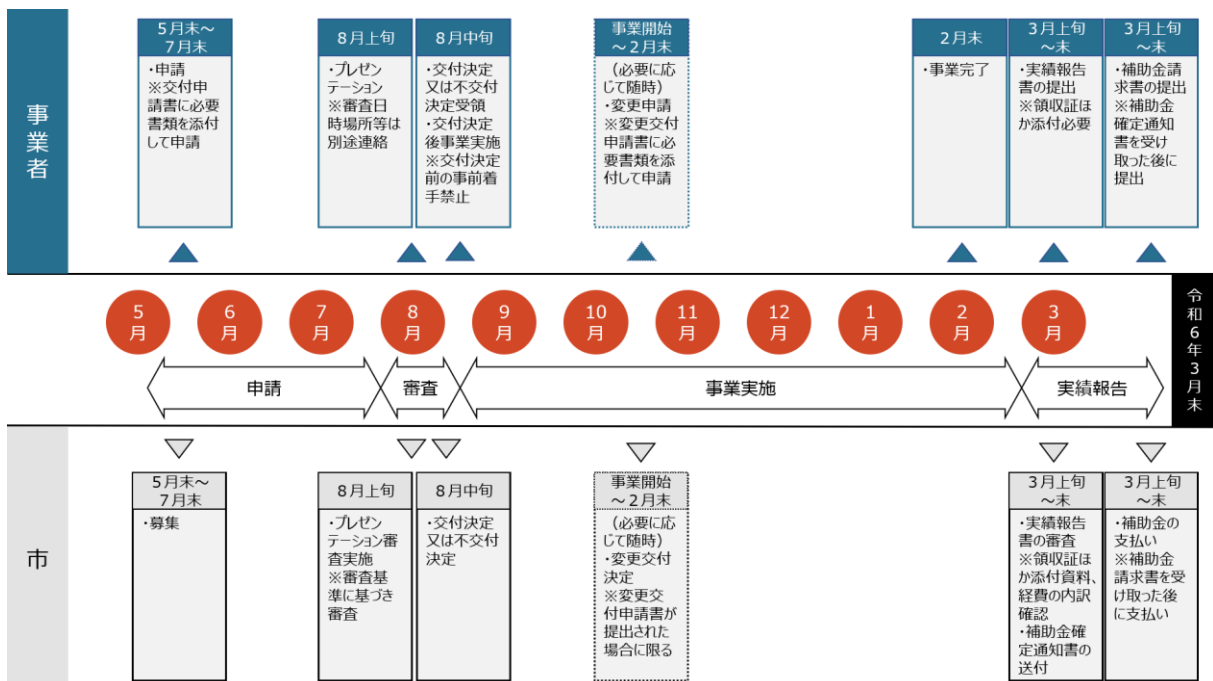 事業者
5月末~
7月末
・申請
※交付申
請書に必要
書類を添付
して申請
8月上旬
・プレゼン
テーション
※審査日
時場所等は
別途連絡
8月中旬
・交付決定
又は不交付
決定受領
・交付決定
後事業実施
※交付決定
前の事前着
手禁止
事業開始
~2月末
(必要に応
じて随時)
・変更申請
※変更交付
申請書に必
要書類を添
付して申請
2月末
・事業完了
3月上旬
~末
・実績報告
書の提出
※領収証ほ
か添付必要
3月上旬
~末
・補助金請
求書の提出
※補助金
確定通知
書を受け
取った後に
提出
5月
6月
7月
8月
9月
10月
11月
12月
1月
2月
3月
令和6年3月末
申請
審査
事業実施
実績報告
市
5月末~
7月末
・募集
8月上旬
・プレゼン
テーション審
査実施
※審査基
準に基づき
審査
8月中旬
・交付決定
又は不交付
決定
事業開始
~2月末
(必要に応
じて随時)
・変更交付
決定
※変更交
付申請書が
提出された
場合に限る
3月上旬
~末
・実績報告
書の審査
※領収証ほ
か添付資料、
経費の内訳
確認
・補助金確
定通知書の
送付
3月上旬
~末
・補助金の
支払い
※補助金
請求書を受
け取った後
に支払い